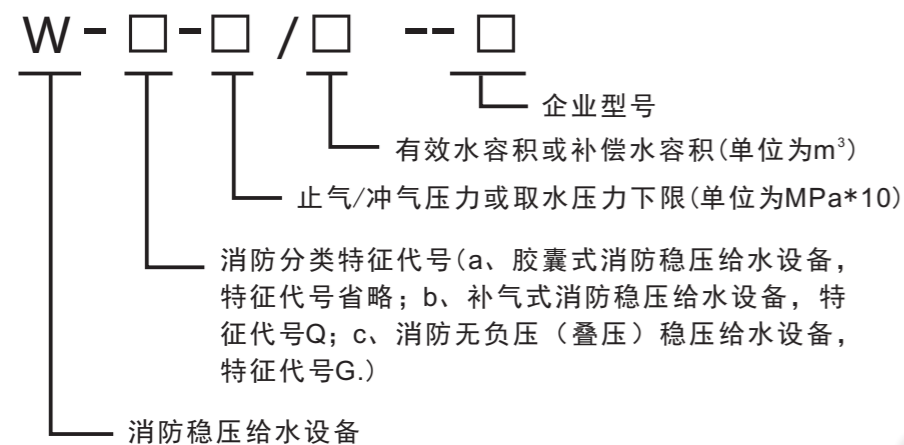 W-□-□/□ --□
企业型号
有效水容积或补偿水容积(单位为m³)
止气/冲气压力或取水压力下限(单位为MPa*10)
消防分类特征代号(a、胶囊式消防稳压给水设备，
特征代号省略；b、补气式消防稳压给水设备，特
征代号Q；c、消防无负压（叠压）稳压给水设备，
特征代号G.)
消防稳压给水设备